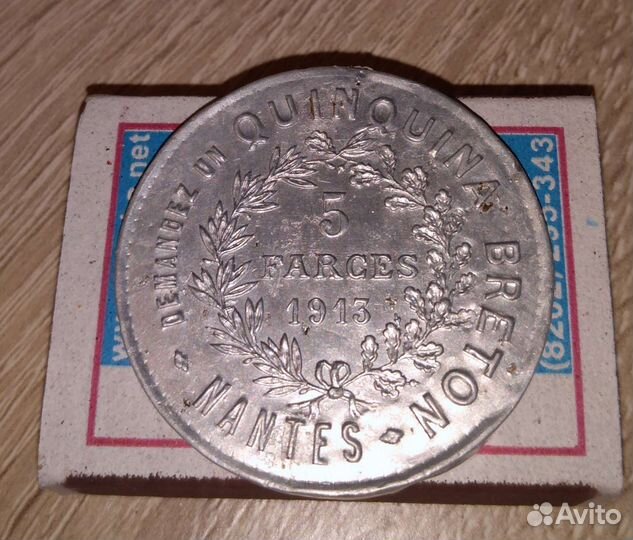 DEMANDEZ UN QUINQUINA BRETON
NANTES
5
FARCES
1913
Avito